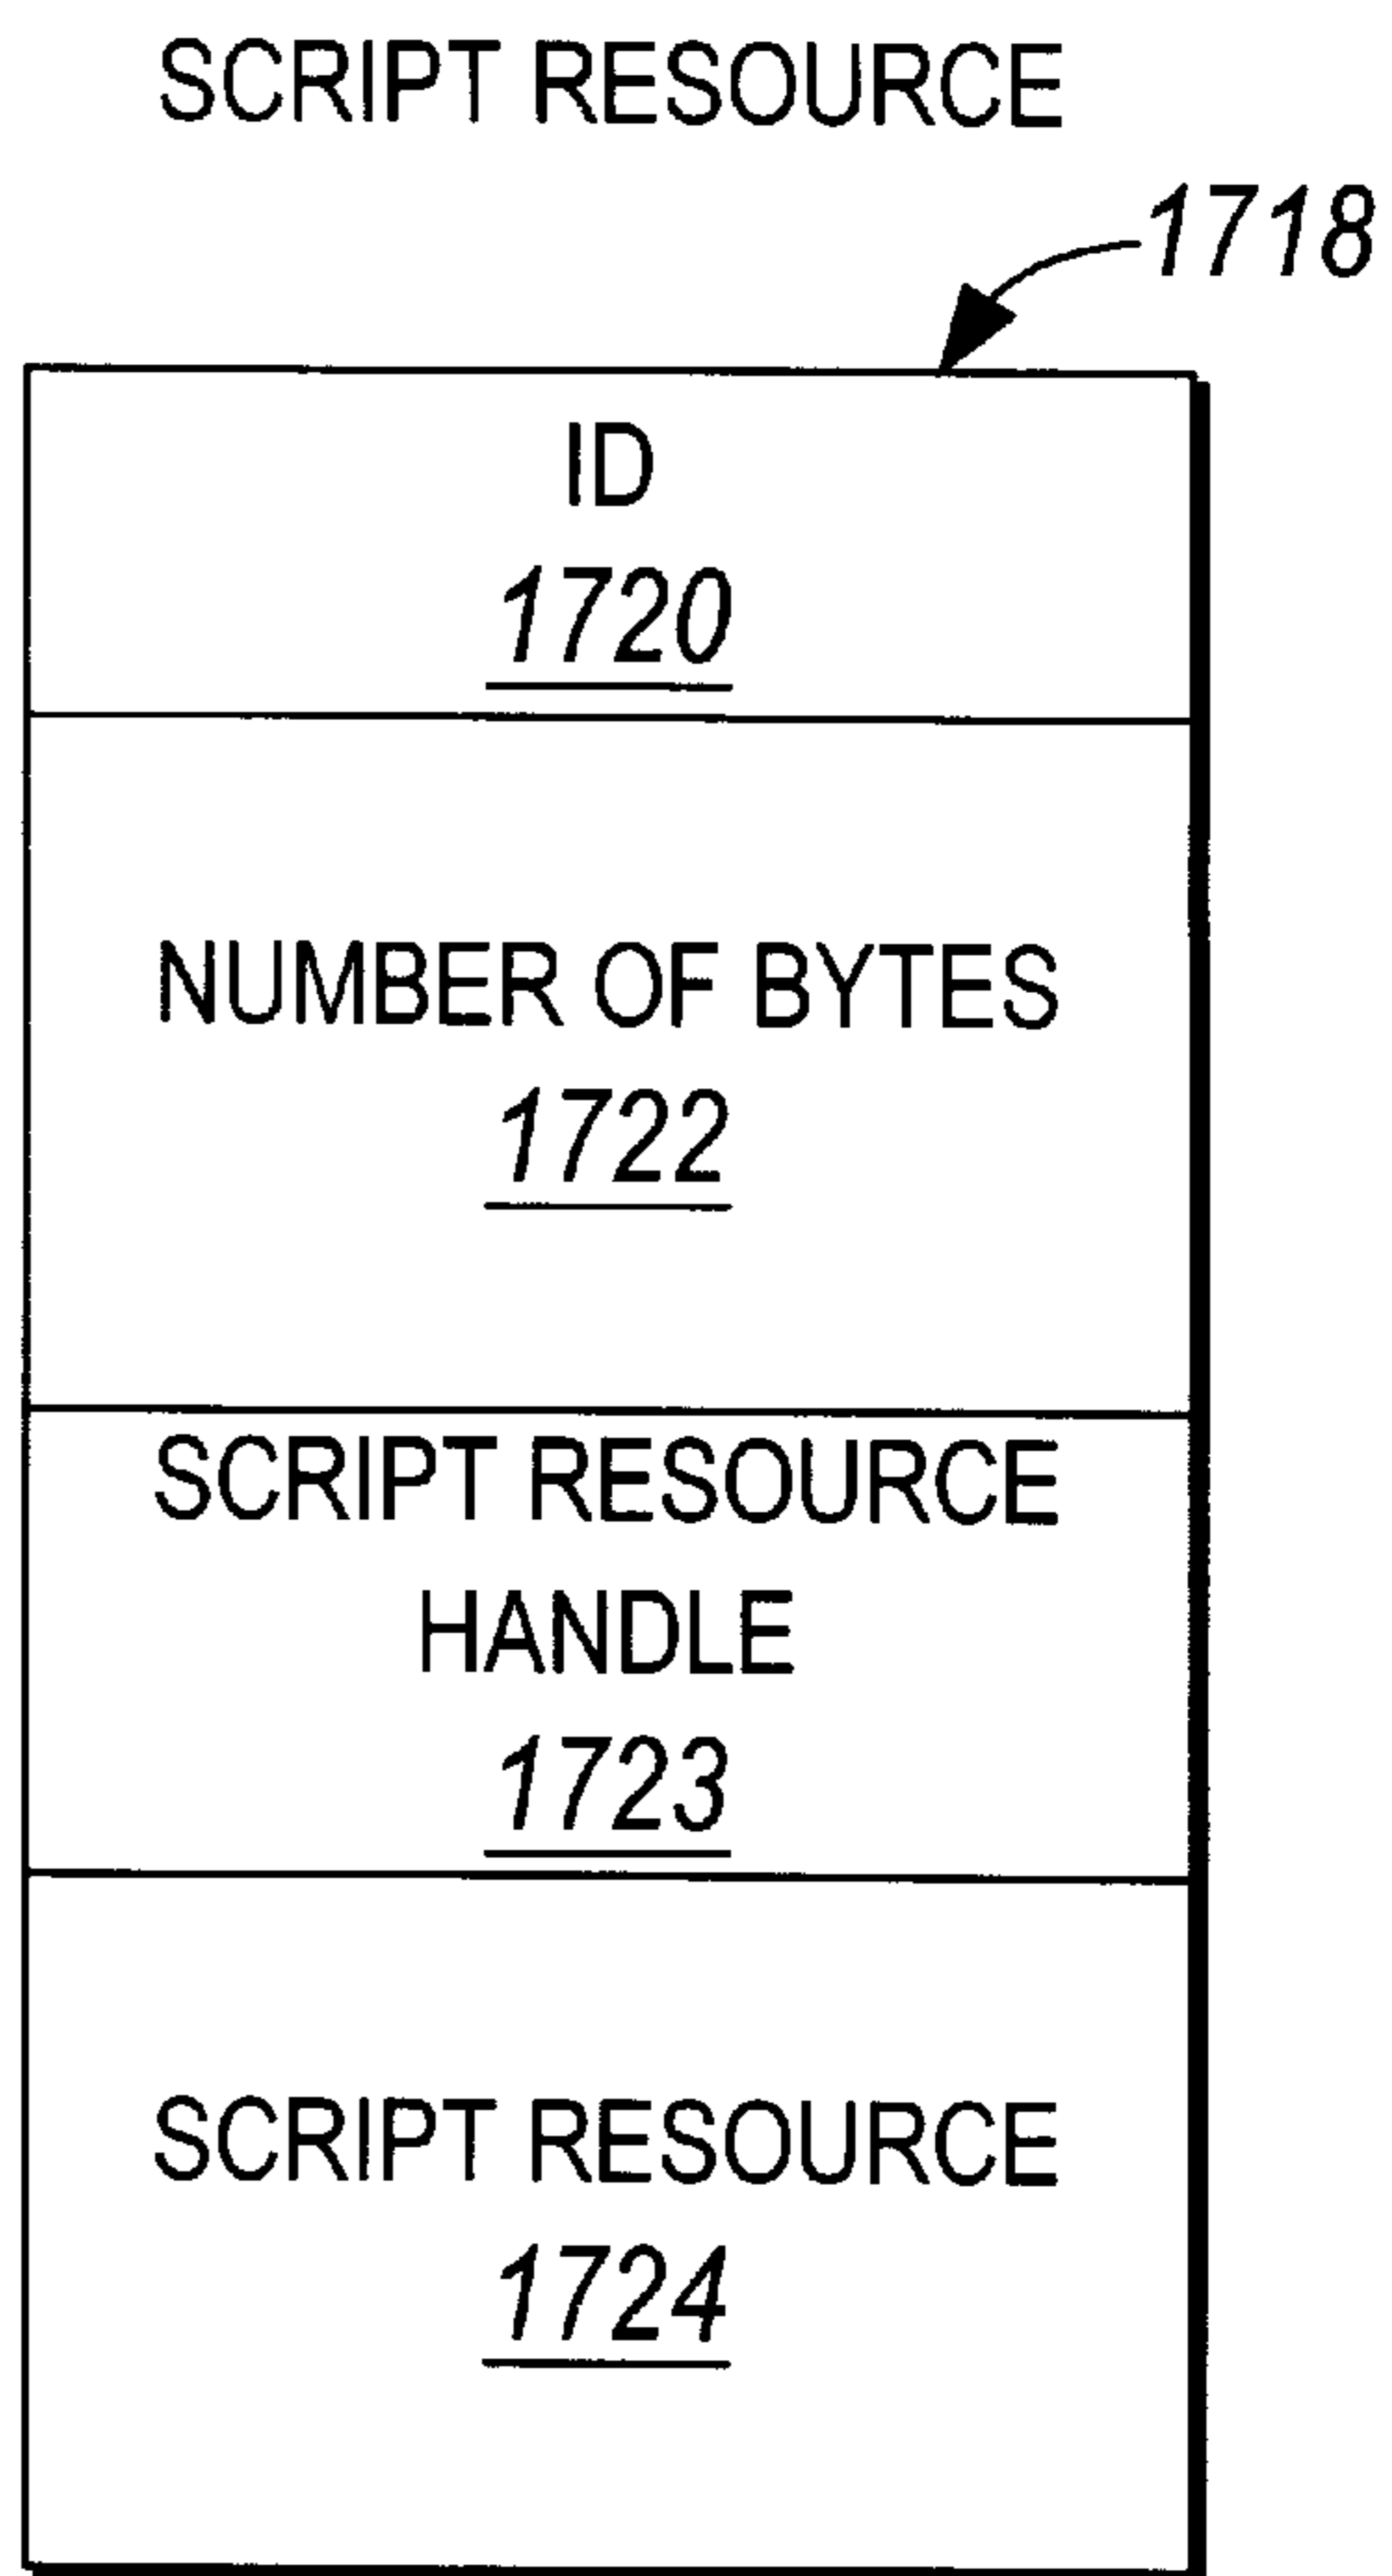 SCRIPT RESOURCE
1718
ID
1720
NUMBER OF BYTES
1722
SCRIPT RESOURCE
HANDLE
1723
SCRIPT RESOURCE
1724